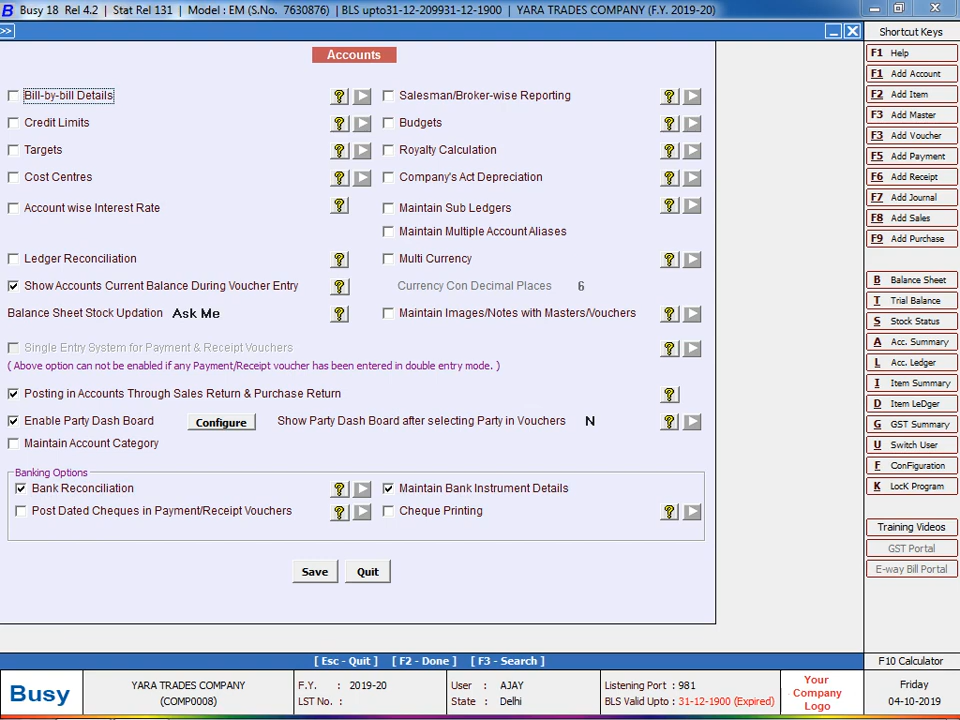 Busy 18 Rel 4.2 | Stat Rel 131 | Model : EM (S.No. 7630876) | BLS upto31-12-209931-12-1900 | YARA TRADES COMPANY (F.Y. 2019-20)
>>
Accounts
Bill-by-bill Details ? Salesman/Broker-wise Reporting ?
Credit Limits ? Budgets ?
Targets ? Royalty Calculation ?
Cost Centres ? Company's Act Depreciation ?
Account wise Interest Rate ? Maintain Sub Ledgers ?
Maintain Multiple Account Aliases
Ledger Reconciliation ? Multi Currency ?
Show Accounts Current Balance During Voucher Entry ? Currency Con Decimal Places 6
Balance Sheet Stock Updation Ask Me ? Maintain Images/Notes with Masters/Vouchers ?
Single Entry System for Payment & Receipt Vouchers ?
( Above option can not be enabled if any Payment/Receipt voucher has been entered in double entry mode. )
Posting in Accounts Through Sales Return & Purchase Return ?
Enable Party Dash Board Configure Show Party Dash Board after selecting Party in Vouchers N ?
Maintain Account Category
Banking Options
Bank Reconciliation ? Maintain Bank Instrument Details
Post Dated Cheques in Payment/Receipt Vouchers ? Cheque Printing ?
Save Quit
Shortcut Keys
F1 Help
F1 Add Account
F2 Add Item
F3 Add Master
F3 Add Voucher
F5 Add Payment
F6 Add Receipt
F7 Add Journal
F8 Add Sales
F9 Add Purchase
B Balance Sheet
T Trial Balance
S Stock Status
A Acc. Summary
L Acc. Ledger
I Item Summary
D Item LeDger
G GST Summary
U Switch User
F ConFiguration
K LocK Program
Training Videos
GST Portal
E-way Bill Portal
[ Esc - Quit ] [ F2 - Done ] [ F3 - Search ]
F10 Calculator
Busy
YARA TRADES COMPANY
(COMP0008)
F.Y. : 2019-20
LST No. :
User : AJAY
State : Delhi
Listening Port : 981
BLS Valid Upto : 31-12-1900 (Expired)
Your
Company
Logo
Friday
04-10-2019